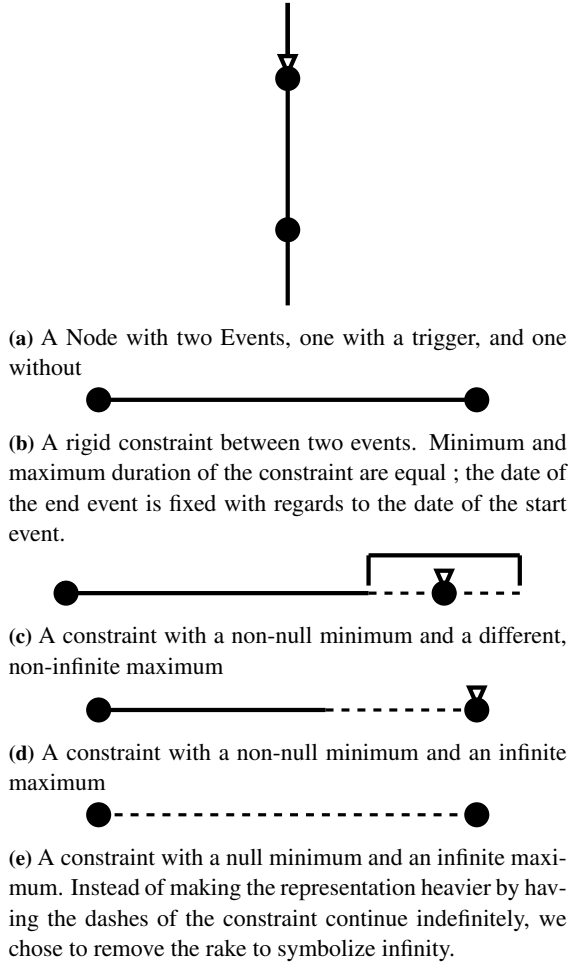 (a) A Node with two Events, one with a trigger, and one
without
(b) A rigid constraint between two events. Minimum and
maximum duration of the constraint are equal ; the date of
the end event is fixed with regards to the date of the start
event.
(c) A constraint with a non-null minimum and a different,
non-infinite maximum
(d) A constraint with a non-null minimum and an infinite
maximum
(e) A constraint with a null minimum and an infinite maxi-
mum. Instead of making the representation heavier by hav-
ing the dashes of the constraint continue indefinitely, we
chose to remove the rake to symbolize infinity.